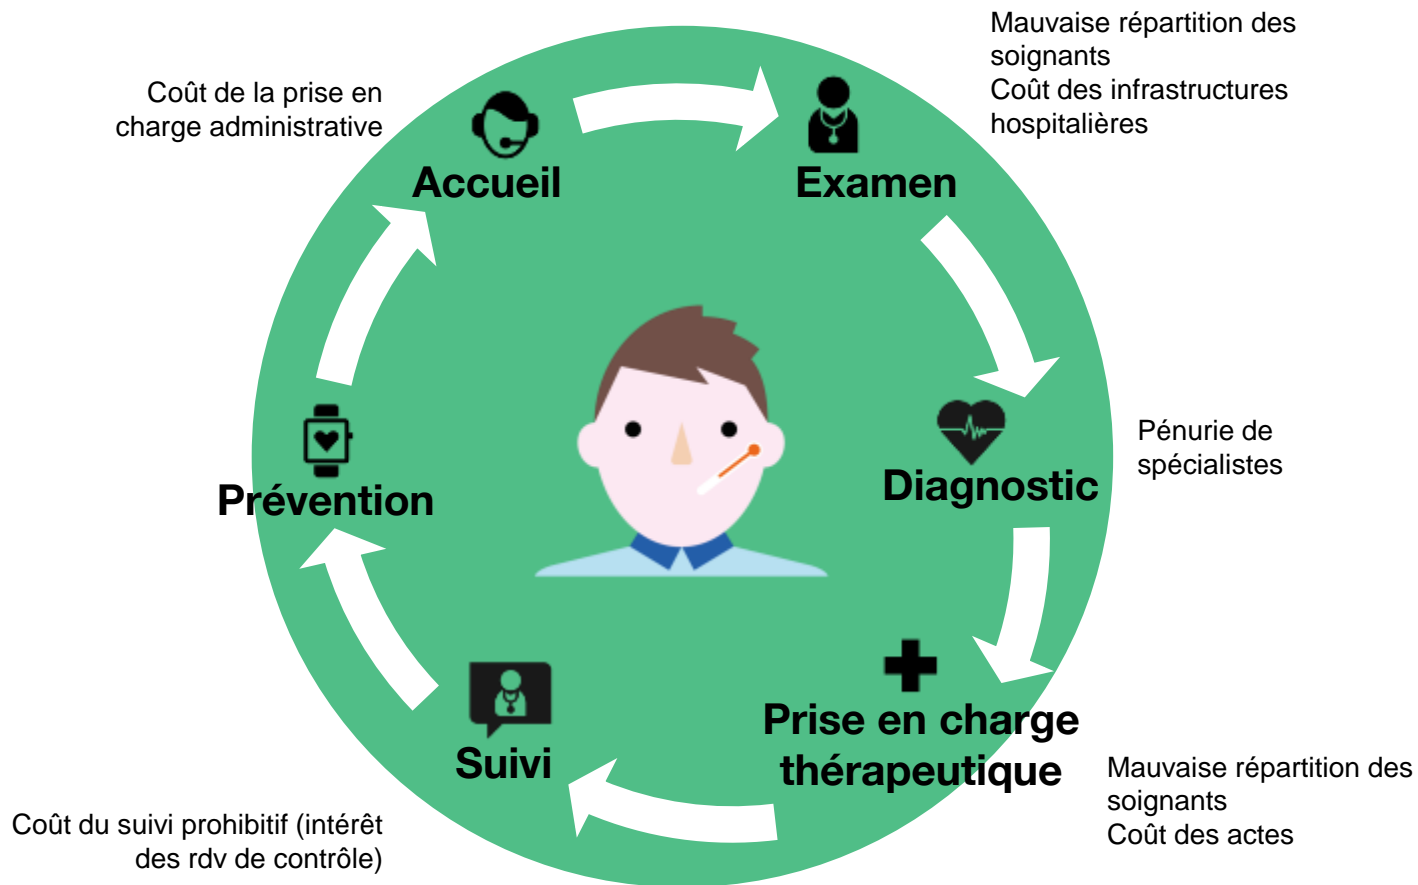 Mauvaise répartition des
soignants
Coût des infrastructures
hospitalières
Coût de la prise en
charge administrative
Accueil
Examen
Pénurie de
spécialistes
Diagnostic
Prévention
Prise en charge
thérapeutique
Suivi
Mauvaise répartition des
soignants
Coût des actes
Coût du suivi prohibitif (intérêt
des rdv de contrôle)